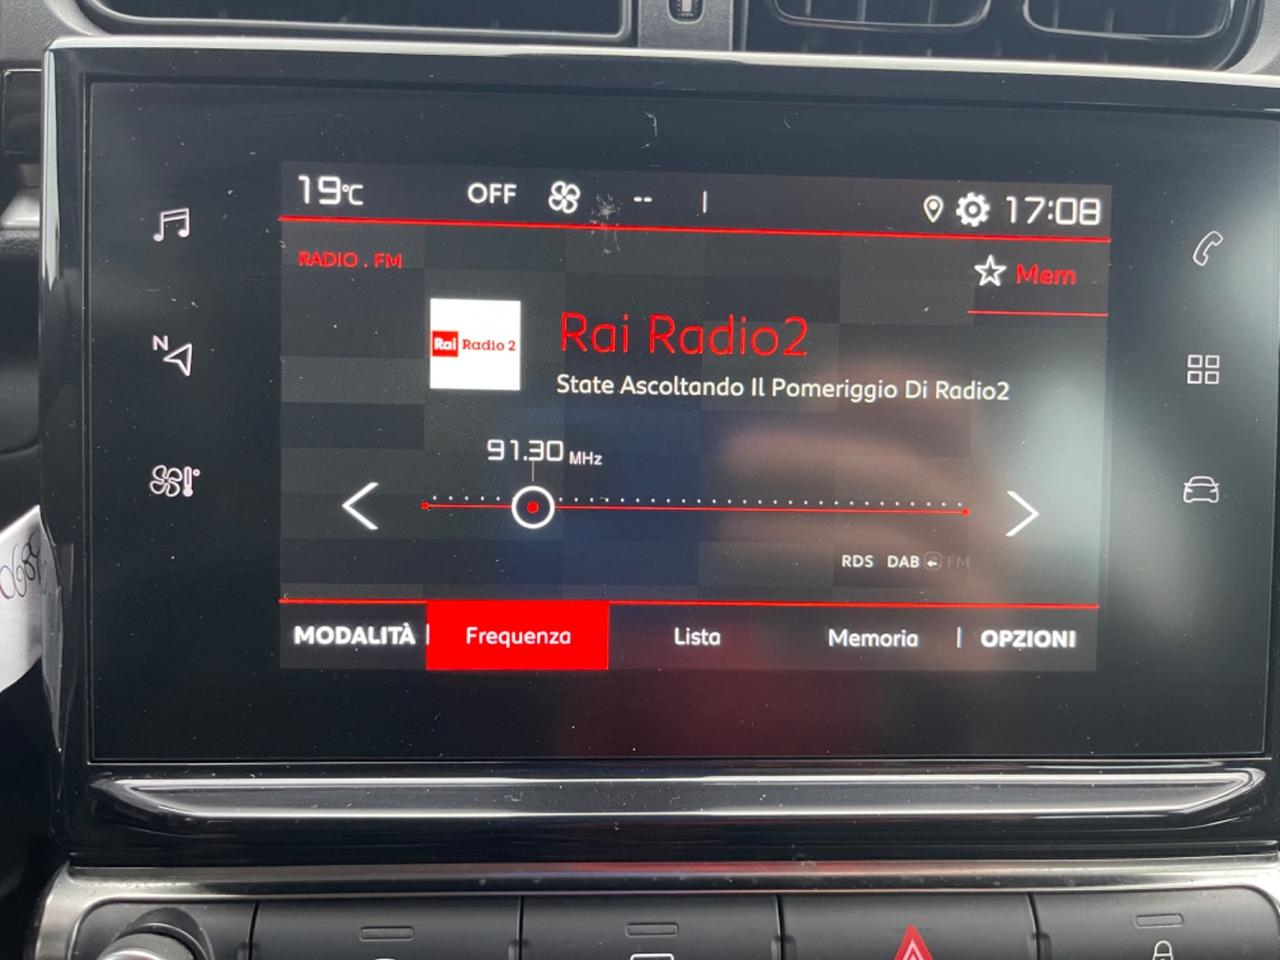 19°C OFF -- 17:08
RADIO . FM
Mem
Rai Radio 2
Rai Radio2
State Ascoltando Il Pomeriggio Di Radio2
N
91.30 MHz
RDS DAB FM
MODALITÀ Frequenza Lista Memoria OPZIONI